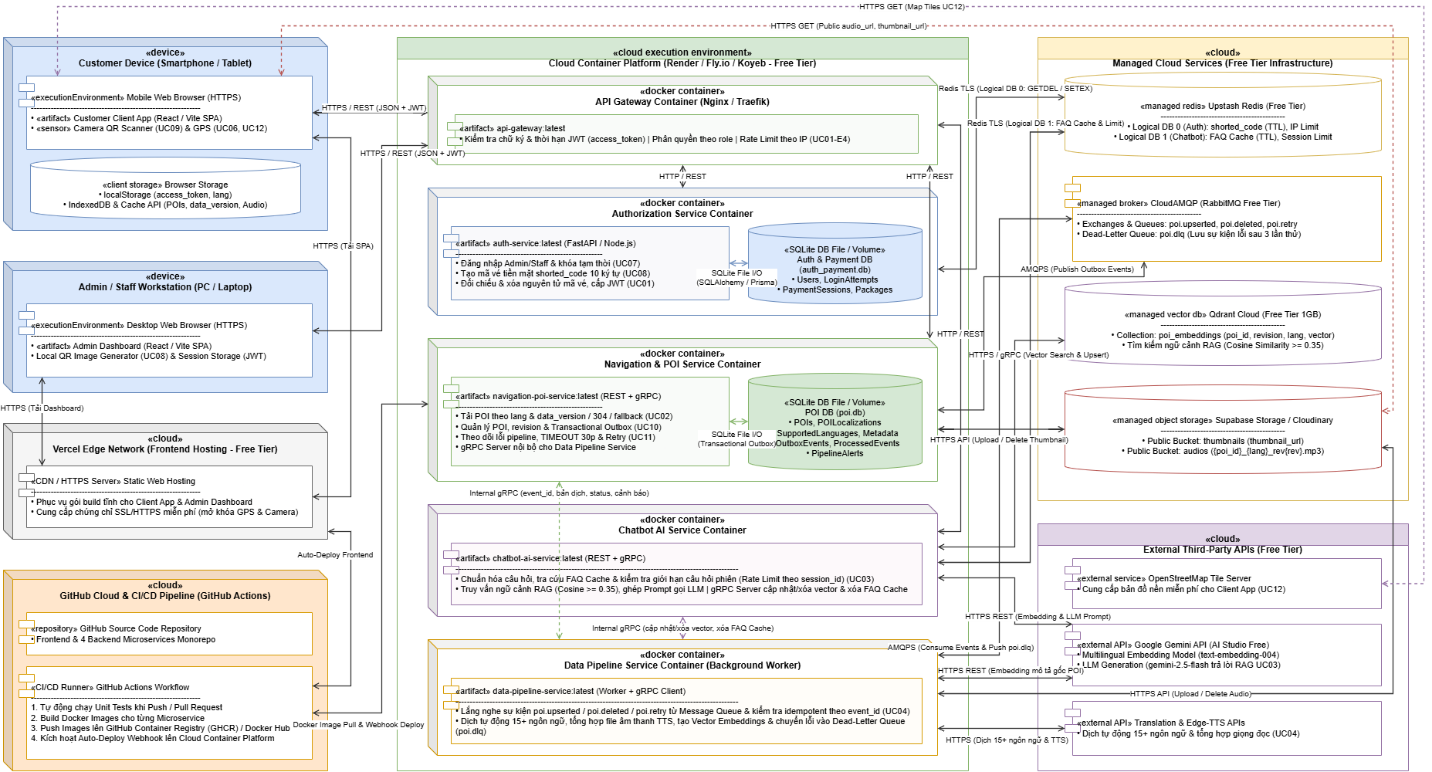 HTTPS GET (Map Tiles UC12)
HTTPS GET (Public audio_url, thumbnail_url)
«device»
Customer Device (Smartphone / Tablet)
«executionEnvironment» Mobile Web Browser (HTTPS)
• «artifact» Customer Client App (React / Vite SPA)
• «sensor» Camera QR Scanner (UC09) & GPS (UC06, UC12)
«client storage» Browser Storage
• localStorage (access_token, lang)
• IndexedDB & Cache API (POIs, data_version, Audio)
HTTPS / REST (JSON + JWT)
HTTPS / REST (JSON + JWT)
HTTPS (Tải SPA)
«device»
Admin / Staff Workstation (PC / Laptop)
«executionEnvironment» Desktop Web Browser (HTTPS)
• «artifact» Admin Dashboard (React / Vite SPA)
• Local QR Image Generator (UC08) & Session Storage (JWT)
HTTPS (Tải Dashboard)
«cloud»
Vercel Edge Network (Frontend Hosting - Free Tier)
«CDN / HTTPS Server» Static Web Hosting
• Phục vụ gói build tĩnh cho Client App & Admin Dashboard
• Cung cấp chứng chỉ SSL/HTTPS miễn phí (mở khóa GPS & Camera)
Auto-Deploy Frontend
«cloud»
GitHub Cloud & CI/CD Pipeline (GitHub Actions)
«repository» GitHub Source Code Repository
• Frontend & 4 Backend Microservices Monorepo
«CI/CD Runner» GitHub Actions Workflow
1. Tự động chạy Unit Tests khi Push / Pull Request
2. Build Docker Images cho từng Microservice
3. Push Images lên GitHub Container Registry (GHCR) / Docker Hub
4. Kích hoạt Auto-Deploy Webhook lên Cloud Container Platform
Docker Image Pull & Webhook Deploy
«cloud execution environment»
Cloud Container Platform (Render / Fly.io / Koyeb - Free Tier)
«docker container»
API Gateway Container (Nginx / Traefik)
«artifact» api-gateway:latest
• Kiểm tra chữ ký & thời hạn JWT (access_token) | Phân quyền theo role | Rate Limit theo IP (UC01-E4)
HTTP / REST
HTTP / REST
«docker container»
Authorization Service Container
«artifact» auth-service:latest (FastAPI / Node.js)
• Đăng nhập Admin/Staff & khóa tạm thời (UC07)
• Tạo mã vé tiền mặt shorted_code 10 ký tự (UC08)
• Đối chiếu & xóa nguyên tử mã vé, cấp JWT (UC01)
SQLite File I/O
(SQLAlchemy / Prisma)
«SQLite DB File / Volume»
Auth & Payment DB
(auth_payment.db)
• Users, LoginAttempts
• PaymentSessions, Packages
HTTP / REST
«docker container»
Navigation & POI Service Container
«artifact» navigation-poi-service:latest (REST + gRPC)
• Tải POI theo lang & data_version / 304 / fallback (UC02)
• Quản lý POI, revision & Transactional Outbox (UC10)
• Theo dõi lỗi pipeline, TIMEOUT 30p & Retry (UC11)
• gRPC Server nội bộ cho Data Pipeline Service
SQLite File I/O
(Transactional Outbox)
«SQLite DB File / Volume»
POI DB (poi.db)
• POIs, POILocalizations
SupportedLanguages, Metadata
OutboxEvents, ProcessedEvents
• PipelineAlerts
Internal gRPC (event_id, bản dịch, status, cảnh báo)
«docker container»
Chatbot AI Service Container
«artifact» chatbot-ai-service:latest (REST + gRPC)
• Chuẩn hóa câu hỏi, tra cứu FAQ Cache & kiểm tra giới hạn câu hỏi phiên (Rate Limit theo session_id) (UC03)
• Truy vấn ngữ cảnh RAG (Cosine >= 0.35), ghép Prompt gọi LLM | gRPC Server cập nhật/xóa vector & xóa FAQ Cache
Internal gRPC (cập nhật/xóa vector, xóa FAQ Cache)
«docker container»
Data Pipeline Service Container (Background Worker)
«artifact» data-pipeline-service:latest (Worker + gRPC Client)
• Lắng nghe sự kiện poi.upserted / poi.deleted / poi.retry từ Message Queue & kiểm tra idempotent theo event_id (UC04)
• Dịch tự động 15+ ngôn ngữ, tổng hợp file âm thanh TTS, tạo Vector Embeddings & chuyển lỗi vào Dead-Letter Queue
(poi.dlq)
Redis TLS (Logical DB 0: GETDEL / SETEX)
Redis TLS (Logical DB 1: FAQ Cache & Limit)
AMQPS (Publish Outbox Events)
HTTPS / gRPC (Vector Search & Upsert)
HTTPS API (Upload / Delete Thumbnail)
HTTPS REST (Embedding & LLM Prompt)
AMQPS (Consume Events & Push poi.dlq)
HTTPS REST (Embedding mô tả gốc POI)
HTTPS API (Upload / Delete Audio)
HTTPS (Dịch 15+ ngôn ngữ & TTS)
«cloud»
Managed Cloud Services (Free Tier Infrastructure)
«managed redis» Upstash Redis (Free Tier)
• Logical DB 0 (Auth): shorted_code (TTL), IP Limit
• Logical DB 1 (Chatbot): FAQ Cache (TTL), Session Limit
«managed broker» CloudAMQP (RabbitMQ Free Tier)
• Exchanges & Queues: poi.upserted, poi.deleted, poi.retry
• Dead-Letter Queue: poi.dlq (Lưu sự kiện lỗi sau 3 lần thử)
«managed vector db» Qdrant Cloud (Free Tier 1GB)
• Collection: poi_embeddings (poi_id, revision, lang, vector)
• Tìm kiếm ngữ cảnh RAG (Cosine Similarity >= 0.35)
«managed object storage» Supabase Storage / Cloudinary
• Public Bucket: thumbnails (thumbnail_url)
• Public Bucket: audios ({poi_id}_{lang}_rev{rev}.mp3)
«cloud»
External Third-Party APIs (Free Tier)
«external service» OpenStreetMap Tile Server
• Cung cấp bản đồ nền miễn phí cho Client App (UC12)
«external API» Google Gemini API (AI Studio Free)
• Multilingual Embedding Model (text-embedding-004)
• LLM Generation (gemini-2.5-flash trả lời RAG UC03)
«external API» Translation & Edge-TTS APIs
• Dịch tự động 15+ ngôn ngữ & tổng hợp giọng đọc (UC04)